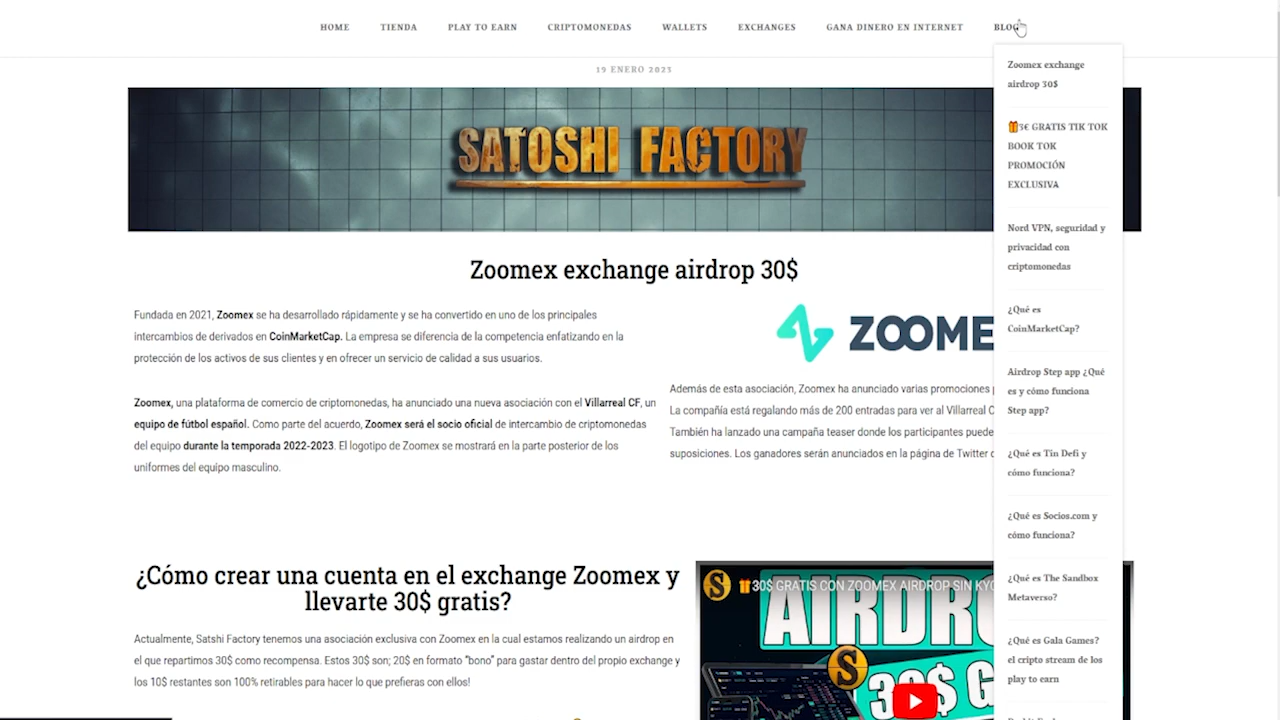 HOME TIENDA PLAY TO EARN CRIPTOMONEDAS WALLETS EXCHANGES GANA DINERO EN INTERNET BLOG
19 ENERO 2023
SATOSHI FACTORY
Zoomex exchange airdrop 30$
Fundada en 2021, Zoomex se ha desarrollado rápidamente y se ha convertido en uno de los principales
intercambios de derivados en CoinMarketCap. La empresa se diferencia de la competencia enfatizando en la
protección de los activos de sus clientes y en ofrecer un servicio de calidad a sus usuarios.
Zoomex, una plataforma de comercio de criptomonedas, ha anunciado una nueva asociación con el Villarreal CF, un
equipo de fútbol español. Como parte del acuerdo, Zoomex será el socio oficial de intercambio de criptomonedas
del equipo durante la temporada 2022-2023. El logotipo de Zoomex se mostrará en la parte posterior de los
uniformes del equipo masculino.
ZOOME
Además de esta asociación, Zoomex ha anunciado varias promociones
La compañía está regalando más de 200 entradas para ver al Villarreal C
También ha lanzado una campaña teaser donde los participantes puede
suposiciones. Los ganadores serán anunciados en la página de Twitter
¿Cómo crear una cuenta en el exchange Zoomex y
llevarte 30$ gratis?
Actualmente, Satshi Factory tenemos una asociación exclusiva con Zoomex en la cual estamos realizando un airdrop en
el que repartimos 30$ como recompensa. Estos 30$ son; 20$ en formato “bono” para gastar dentro del propio exchange y
los 10$ restantes son 100% retirables para hacer lo que prefieras con ellos!
🎁30$ GRATIS CON ZOOMEX AIRDROP SIN KYC
AIRDRO
30$ G
Zoomex exchange
airdrop 30$
🎁3€ GRATIS TIK TOK
BOOK TOK
PROMOCIÓN
EXCLUSIVA
Nord VPN, seguridad y
privacidad con
criptomonedas
¿Qué es
CoinMarketCap?
Airdrop Step app ¿Qué
es y cómo funciona
Step app?
¿Qué es Tin Defi y
cómo funciona?
¿Qué es Socios.com y
cómo funciona?
¿Qué es The Sandbox
Metaverso?
¿Qué es Gala Games?
el cripto stream de los
play to earn